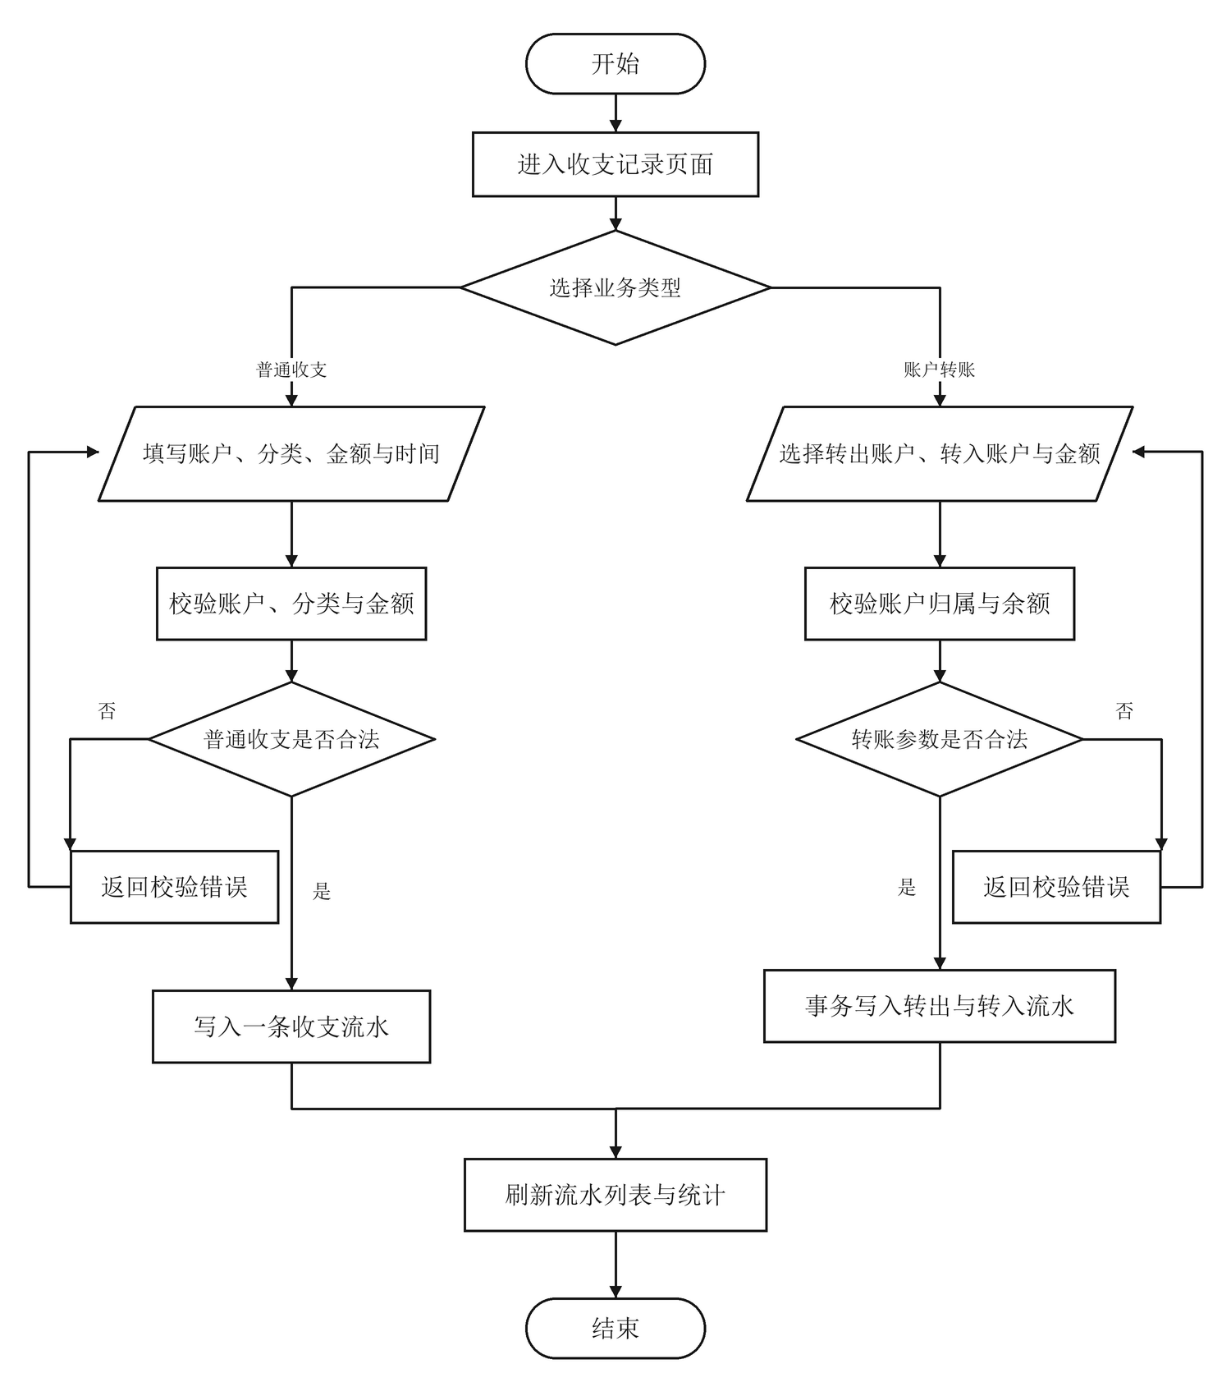 开始
进入收支记录页面
选择业务类型
普通收支
账户转账
填写账户、分类、金额与时间
选择转出账户、转入账户与金额
校验账户、分类与金额
校验账户归属与余额
否
否
普通收支是否合法
转账参数是否合法
返回校验错误
是
是
返回校验错误
写入一条收支流水
事务写入转出与转入流水
刷新流水列表与统计
结束